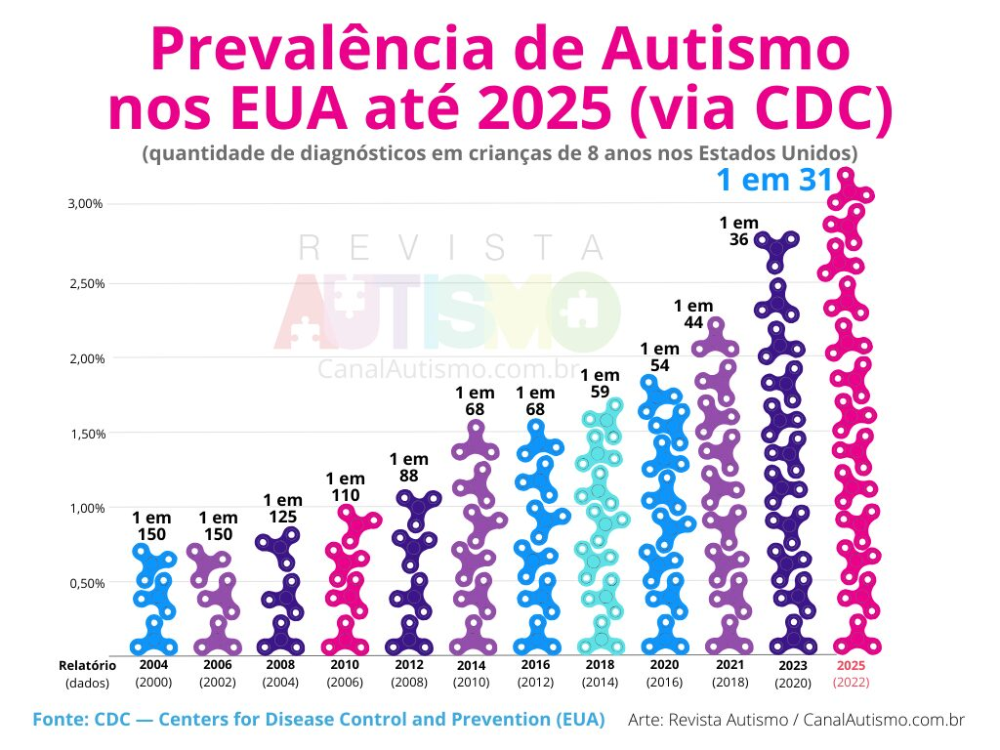 Prevalência de Autismo
nos EUA até 2025 (via CDC)
(quantidade de diagnósticos em crianças de 8 anos nos Estados Unidos)
1 em 31
3,00%
1 em
36
REVISTA
AUTISMO
CanalAutismo.com.br
2,50%
1 em
44
2,00%
1 em
54
1 em
59
1 em
68
1 em
68
1,50%
1 em
88
1 em
110
1 em
125
1,00%
1 em
150
1 em
150
0,50%
Relatório 2004 2006 2008 2010 2012 2014 2016 2018 2020 2021 2023 2025
(dados) (2000) (2002) (2004) (2006) (2008) (2010) (2012) (2014) (2016) (2018) (2020) (2022)
Fonte: CDC — Centers for Disease Control and Prevention (EUA) Arte: Revista Autismo / CanalAutismo.com.br